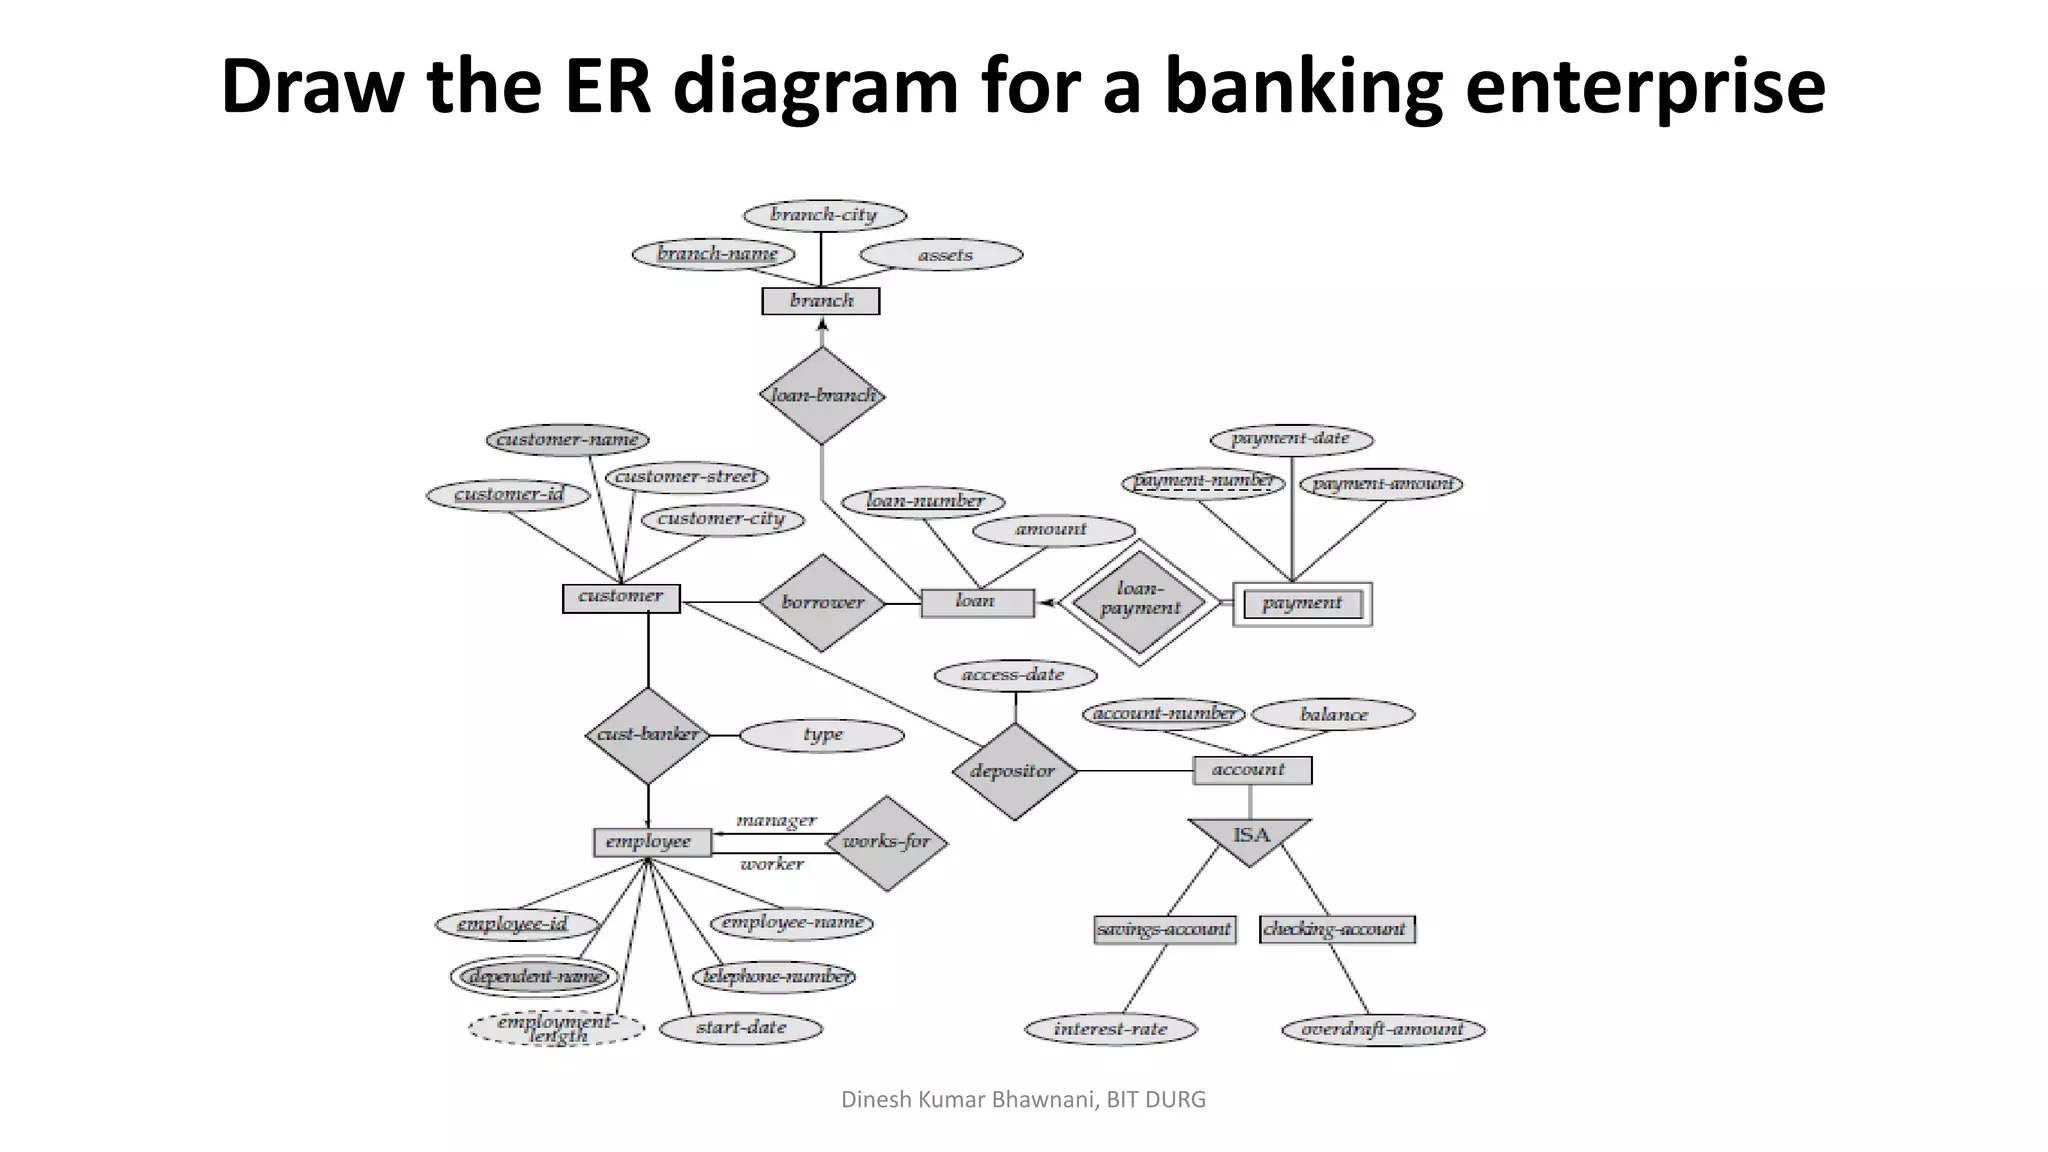 Draw the ER diagram for a banking enterprise
branch-city
branch-name
assets
branch
loan-branch
customer-name
payment-date
customer-street
payment-number
payment-amount
customer-id
loan-number
customer-city
amount
customer
borrower
loan
loan-
payment
payment
access-date
account-number
balance
cust-banker
type
depositor
account
manager
employee
works-for
worker
ISA
employee-id
employee-name
savings-account
checking-account
dependent-name
telephone-number
employment-
length
start-date
interest-rate
overdraft-amount
Dinesh Kumar Bhawnani, BIT DURG